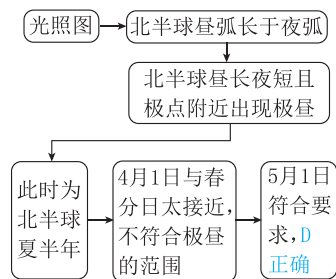 光照图
北半球昼弧长于夜弧
北半球昼长夜短且
极点附近出现极昼
此时为
北半球
夏半年
4月1日与春
分日太接近，
不符合极昼
的范围
5月1日
符合要
求，D
正确